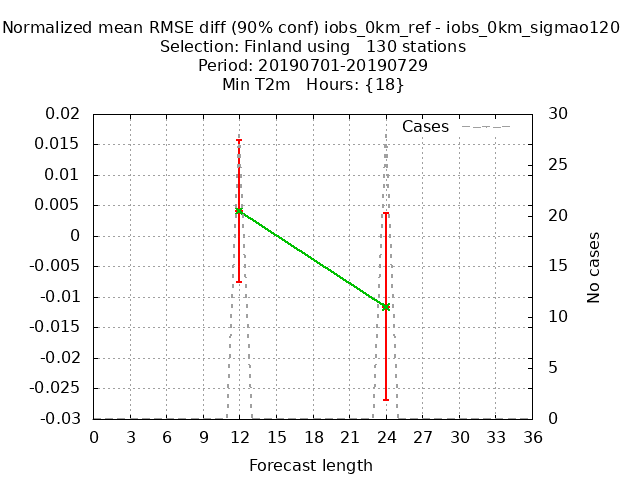 Normalized mean RMSE diff (90% conf) iobs_0km_ref - iobs_0km_sigmao120
Selection: Finland using   130 stations
Period: 20190701-20190729
Min T2m   Hours: {18}
Cases
0.02
0.015
0.01
0.005
0
-0.005
-0.01
-0.015
-0.02
-0.025
-0.03
30
25
20
15
10
5
0
No cases
0 3 6 9 12 15 18 21 24 27 30 33 36
Forecast length